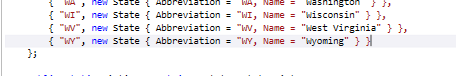 { "WA", new State { Abbreviation = "WA, Name = "Washington" } },
{ "WI", new State { Abbreviation = "WI, Name = "Wisconsin" } },
{ "WV", new State { Abbreviation = "WV, Name = "West Virginia" } },
{ "WY", new State { Abbreviation = "WY, Name = "Wyoming" } }
};